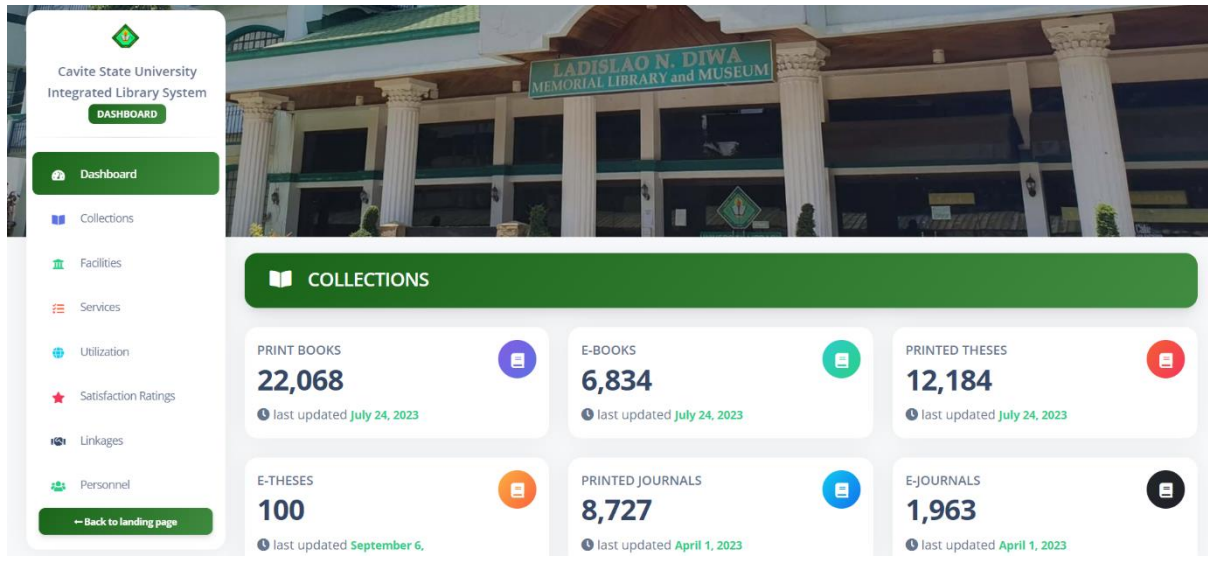 Cavite State University
Integrated Library System
DASHBOARD
Dashboard
Collections
Facilities
Services
Utilization
Satisfaction Ratings
Linkages
Personnel
←Back to landing page
LADISLAO N. DIWA
MEMORIAL LIBRARY and MUSEUM
COLLECTIONS
PRINT BOOKS
22,068
last updated July 24, 2023
E-BOOKS
6,834
last updated July 24, 2023
PRINTED THESES
12,184
last updated July 24, 2023
E-THESES
100
last updated September 6,
PRINTED JOURNALS
8,727
last updated April 1, 2023
E-JOURNALS
1,963
last updated April 1, 2023